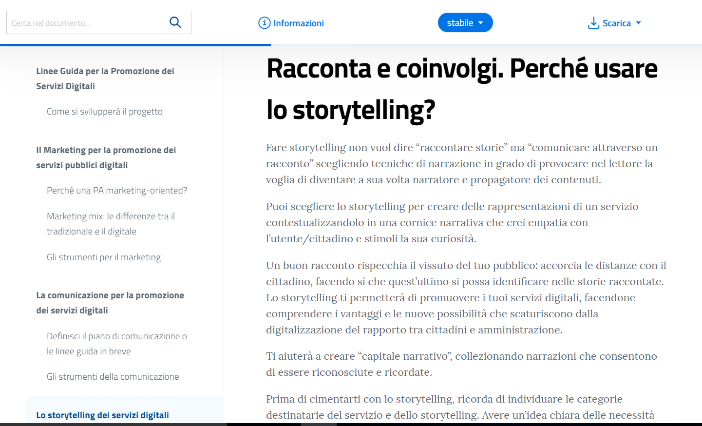 Cerca nel documento...
Informazioni
stabile
Scarica
Linee Guida per la Promozione dei
Servizi Digitali
Come si svilupperà il progetto
Il Marketing per la promozione dei
servizi pubblici digitali
Perché una PA marketing-oriented?
Marketing mix: le differenze tra il
tradizionale e il digitale
Gli strumenti per il marketing
La comunicazione per la promozione
dei servizi digitali
Definisci il piano di comunicazione o
le linee guida in breve
Gli strumenti della comunicazione
Lo storytelling dei servizi digitali
Racconta e coinvolgi. Perché usare
lo storytelling?
Fare storytelling non vuol dire “raccontare storie” ma “comunicare attraverso un
racconto” scegliendo tecniche di narrazione in grado di provocare nel lettore la
voglia di diventare a sua volta narratore e propagatore dei contenuti.
Puoi scegliere lo storytelling per creare delle rappresentazioni di un servizio
contestualizzandolo in una cornice narrativa che crei empatia con
l’utente/cittadino e stimoli la sua curiosità.
Un buon racconto rispecchia il vissuto del tuo pubblico: accorcia le distanze con il
cittadino, facendo sì che quest’ultimo si possa identificare nelle storie raccontate.
Lo storytelling ti permetterà di promuovere i tuoi servizi digitali, facendone
comprendere i vantaggi e le nuove possibilità che scaturiscono dalla
digitalizzazione del rapporto tra cittadini e amministrazione.
Ti aiuterà a creare “capitale narrativo”, collezionando narrazioni che consentono
di essere riconosciute e ricordate.
Prima di cimentarti con lo storytelling, ricorda di individuare le categorie
destinatarie del servizio e dello storytelling. Avere un’idea chiara delle necessità